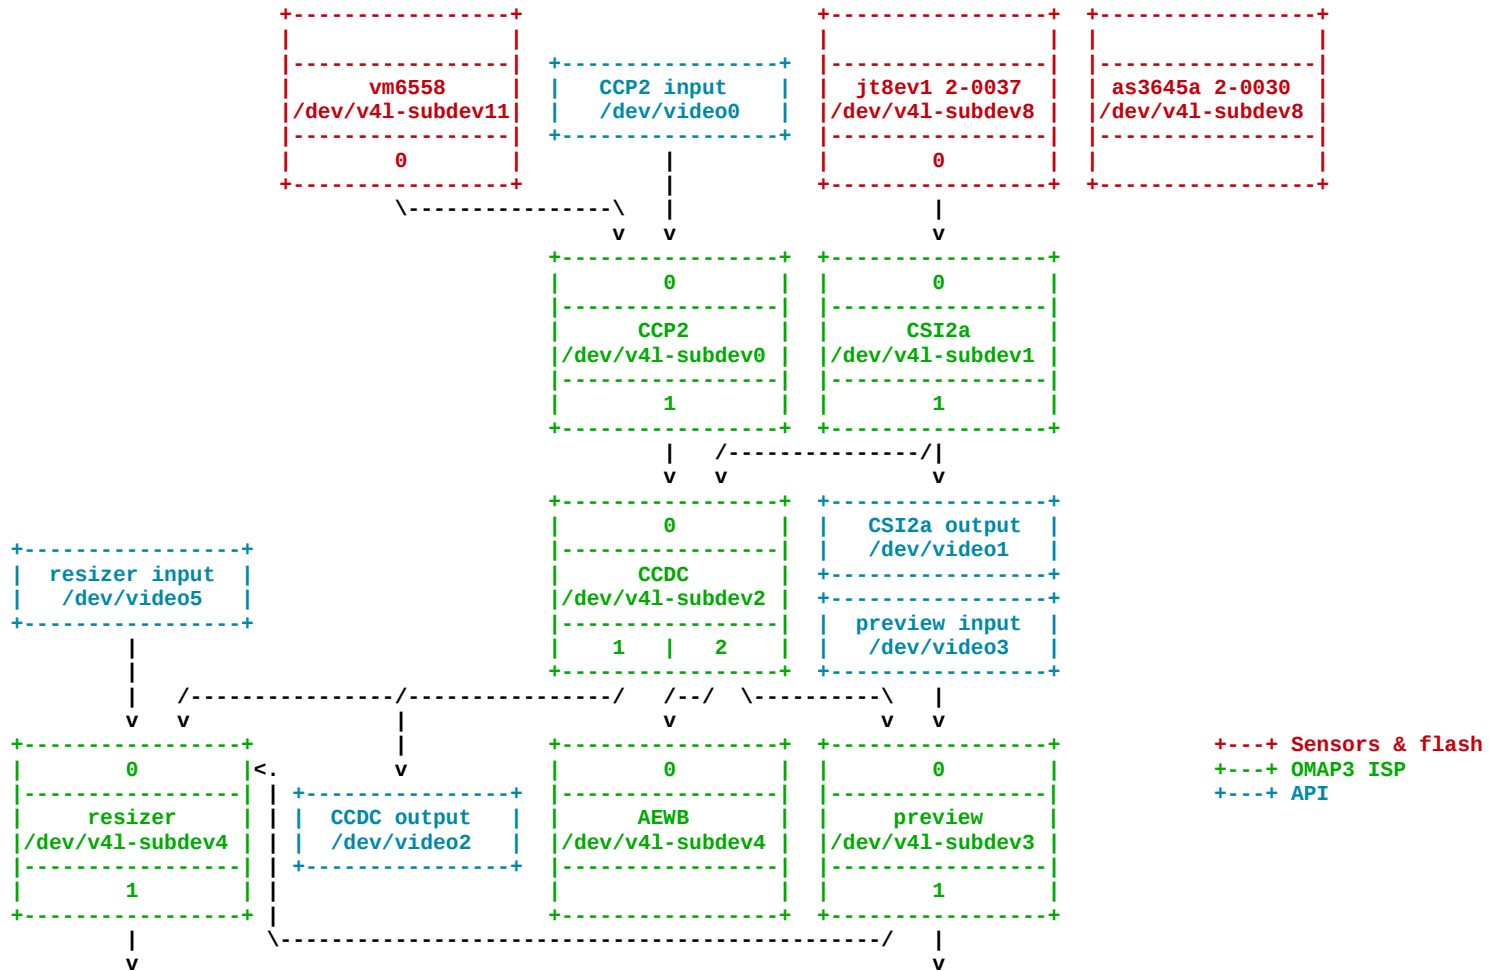 vm6558
/dev/v4l-subdev11
0
CCP2 input
/dev/video0
jt8ev1 2-0037
/dev/v4l-subdev8
0
as3645a 2-0030
/dev/v4l-subdev8
0
CCP2
/dev/v4l-subdev0
1
0
CSI2a
/dev/v4l-subdev1
1
resizer input
/dev/video5
0
CCDC
/dev/v4l-subdev2
1 | 2
CSI2a output
/dev/video1
preview input
/dev/video3
0
resizer
/dev/v4l-subdev4
1
CCDC output
/dev/video2
0
AEWB
/dev/v4l-subdev4
0
preview
/dev/v4l-subdev3
1
+---+ Sensors & flash
+---+ OMAP3 ISP
+---+ API